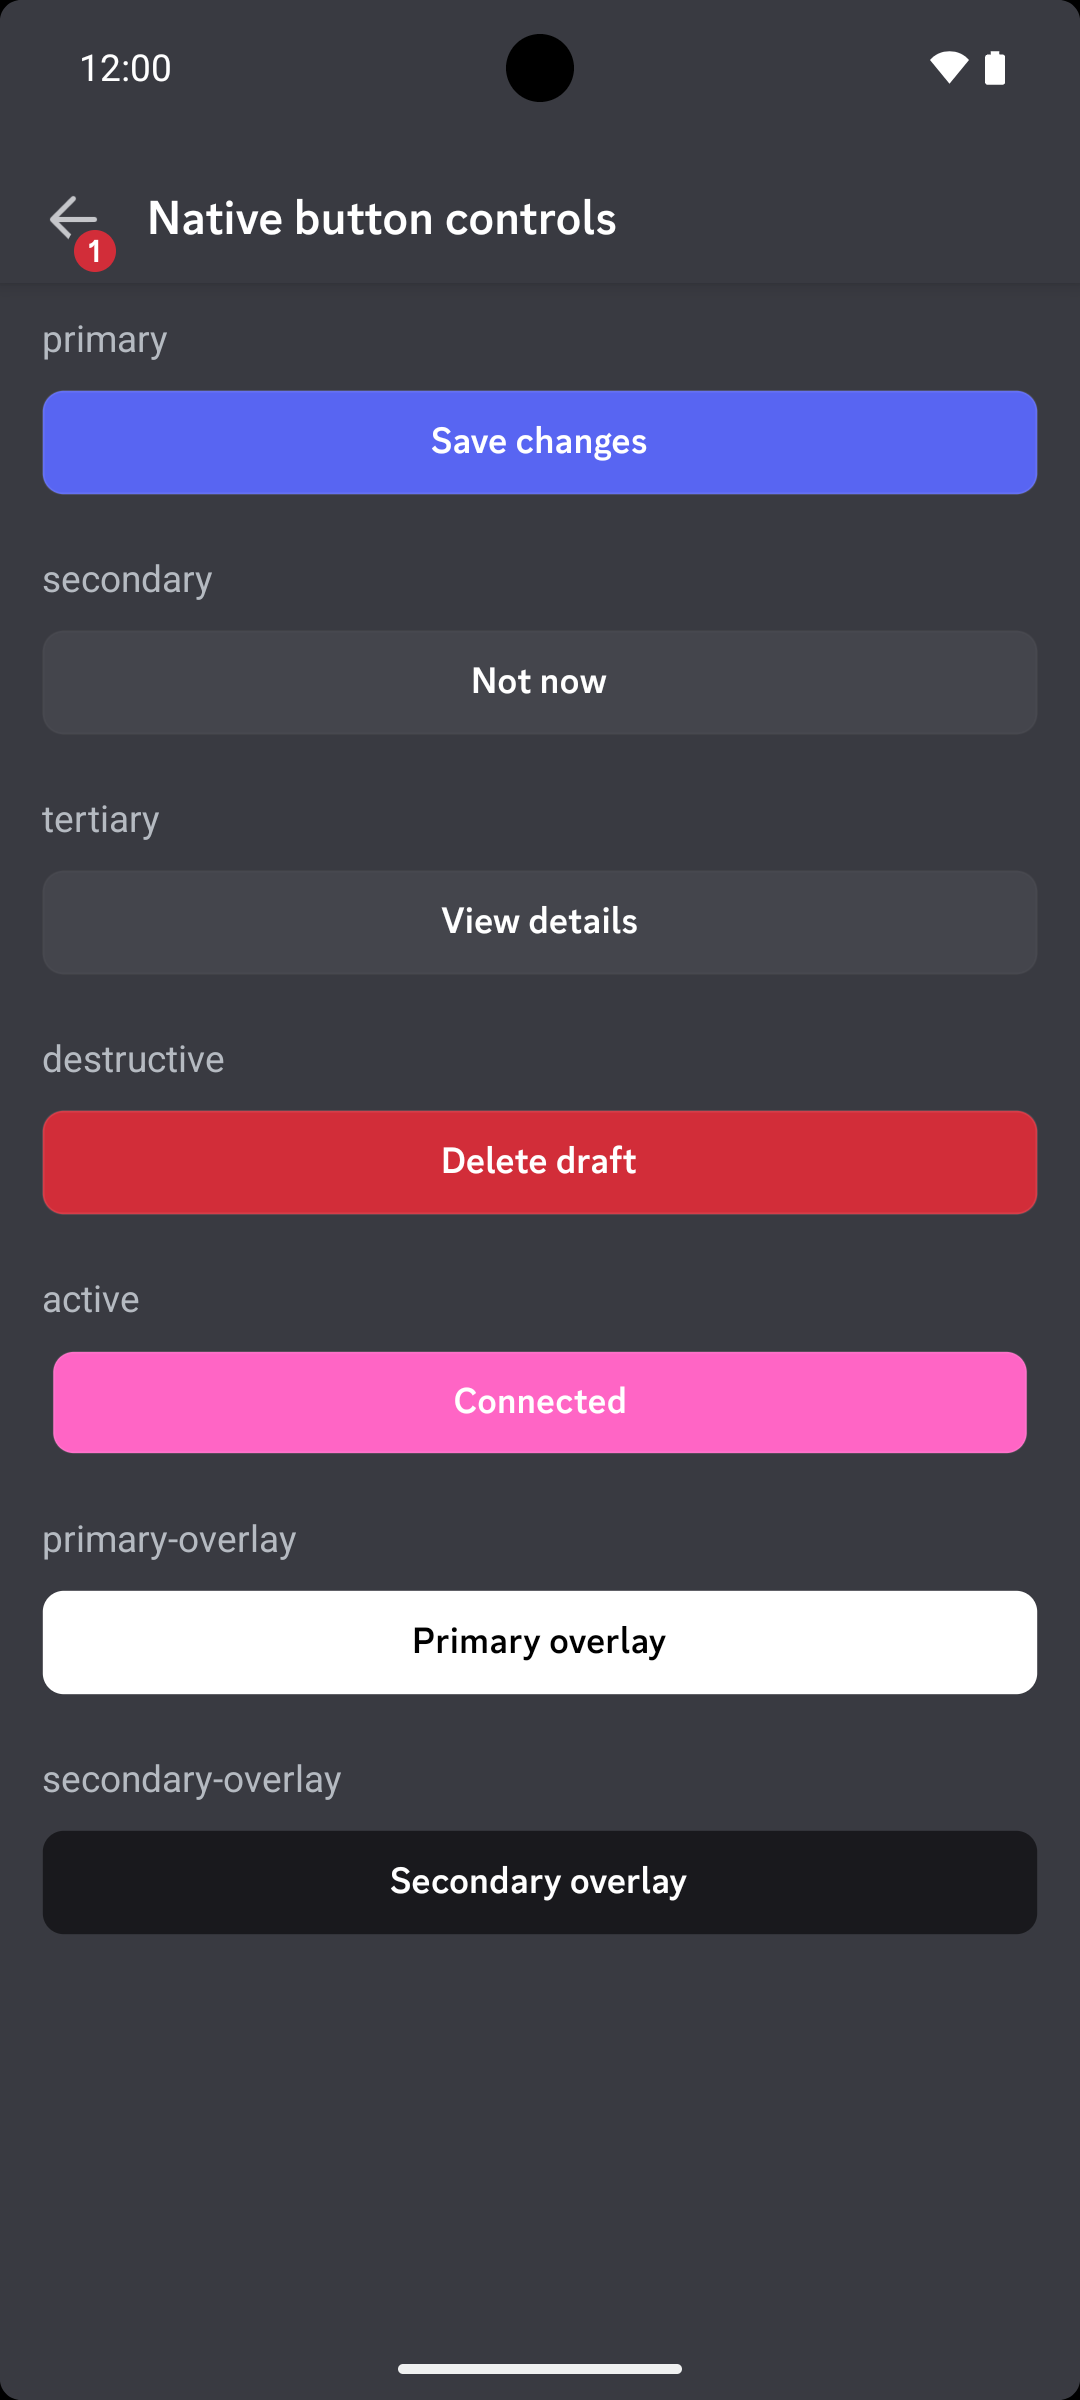 12:00
Native button controls
1
primary
Save changes
secondary
Not now
tertiary
View details
destructive
Delete draft
active
Connected
primary-overlay
Primary overlay
secondary-overlay
Secondary overlay